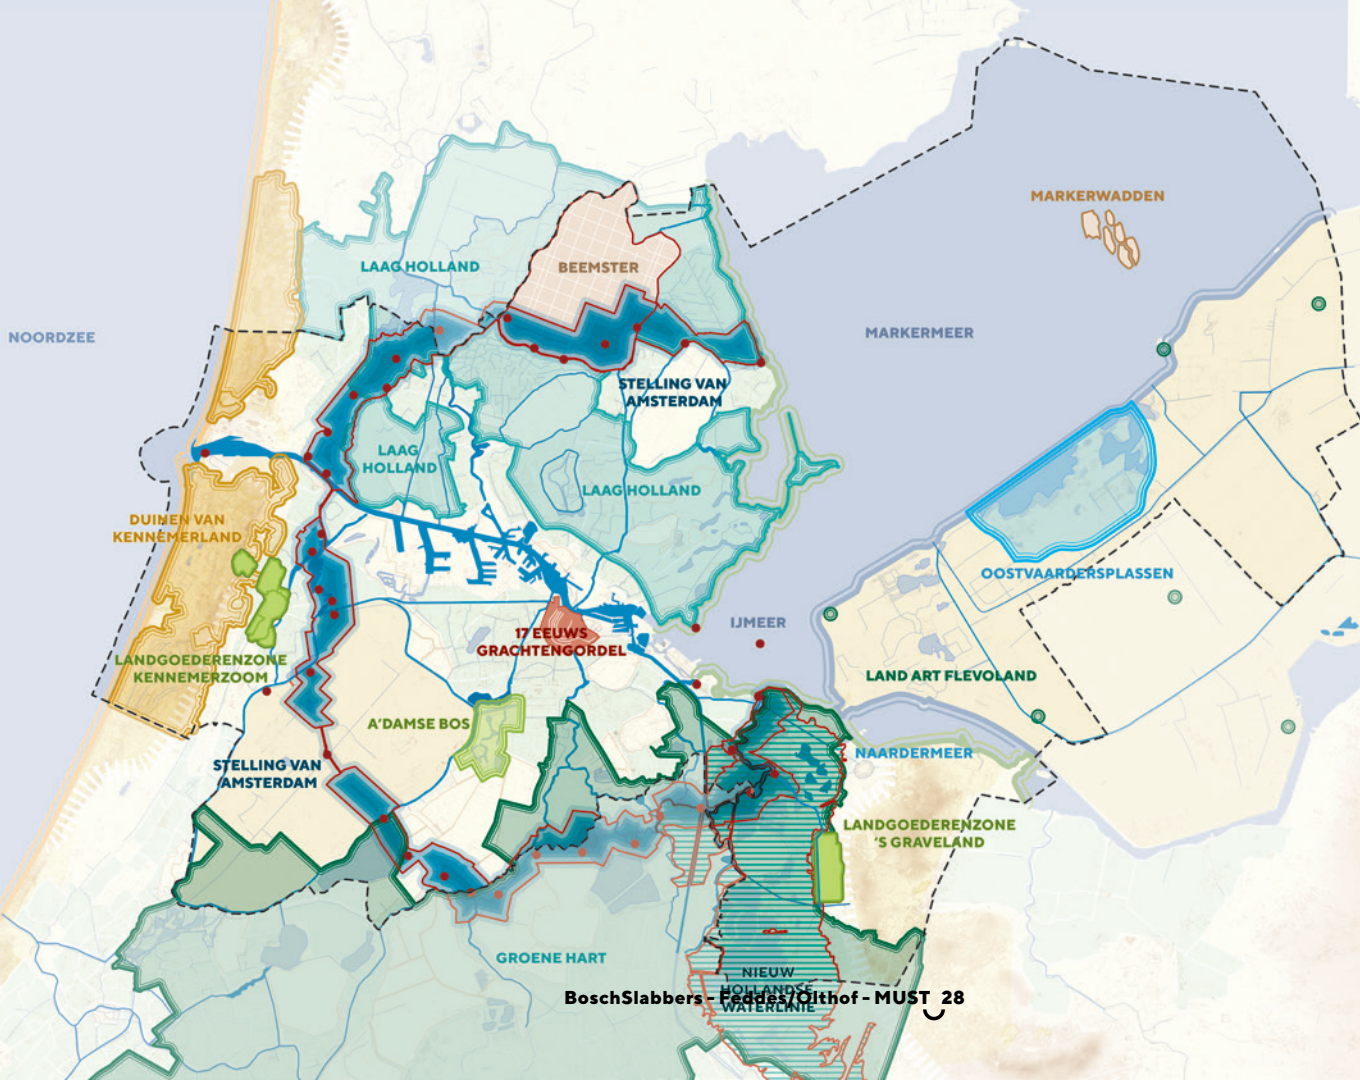 MARKERWADDEN
LAAG HOLLAND
BEEMSTER
NOORDZEE
MARKERMEER
STELLING VAN
AMSTERDAM
LAAG
HOLLAND
LAAG HOLLAND
DUINEN VAN
KENNEMERLAND
OOSTVAARDERSPLASSEN
IJMEER
17 EEUWS
GRACHTENGORDEL
LANDGOEDERENZONE
KENNEMERZOOM
LAND ART FLEVOLAND
A'DAMSE BOS
NAARDERMEER
STELLING VAN
AMSTERDAM
LANDGOEDERENZONE
'S GRAVELAND
GROENE HART
NIEUW
HOLLANDSE
WATERLINIE
BoschSlabbers - Feddes/Olthof - MUST 28